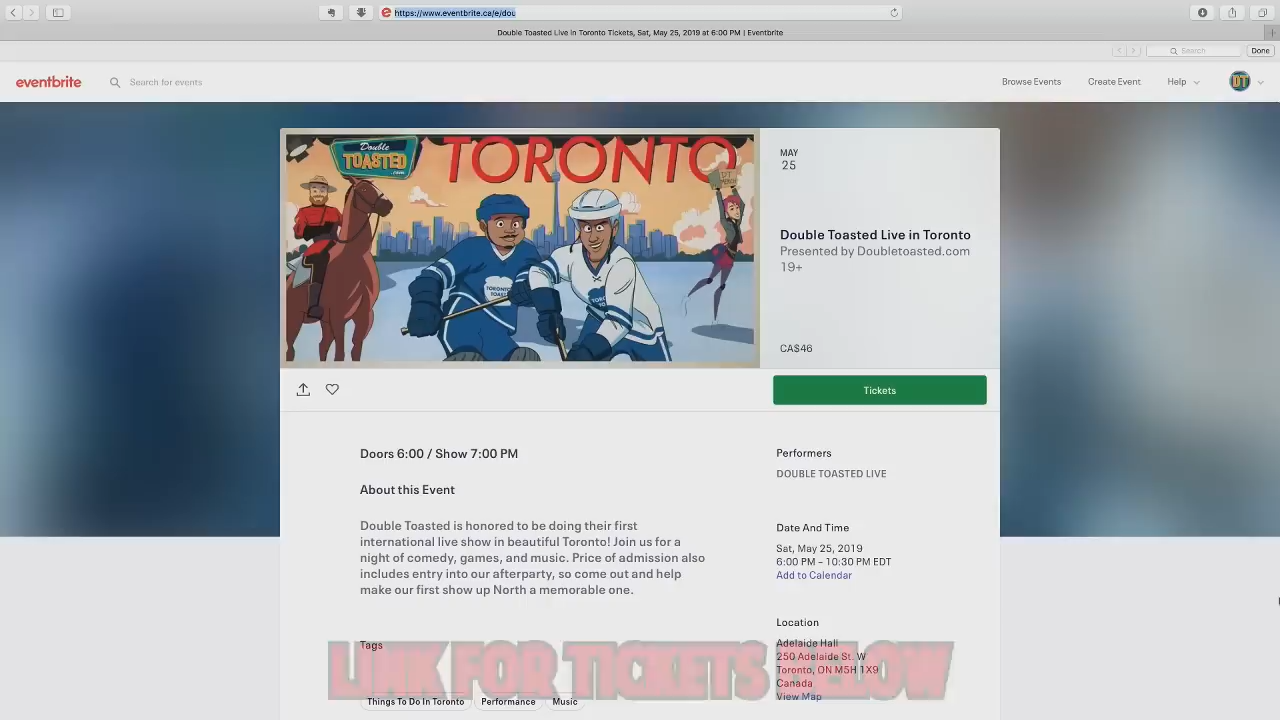 https://www.eventbrite.ca/e/dou
Double Toasted Live in Toronto Tickets, Sat, May 25, 2019 at 6:00 PM | Eventbrite
Search
Done
eventbrite
Search for events
Browse Events
Create Event
Help
DT
Double
TOASTED
.com
TORONTO
TORONTO
TOAST
MAY
25
Double Toasted Live in Toronto
Presented by Doubletoasted.com
19+
CA$46
Tickets
Doors 6:00 / Show 7:00 PM
About this Event
Double Toasted is honored to be doing their first
international live show in beautiful Toronto! Join us for a
night of comedy, games, and music. Price of admission also
includes entry into our afterparty, so come out and help
make our first show up North a memorable one.
Tags
Things To Do In Toronto
Performance
Music
Performers
DOUBLE TOASTED LIVE
Date And Time
Sat, May 25, 2019
6:00 PM – 10:30 PM EDT
Add to Calendar
Location
Adelaide Hall
250 Adelaide St. W
Toronto, ON M5H 1X9
Canada
View Map
LINK FOR TICKETS BELOW